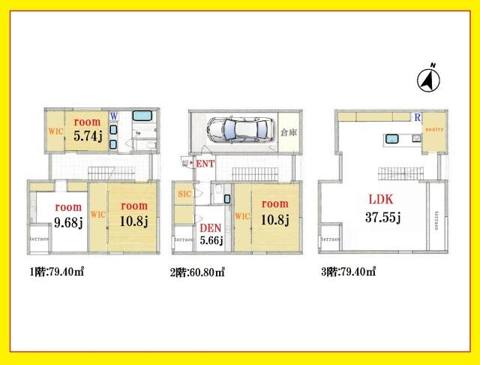 N
WIC
room
5.74j
W
倉庫
ENT
R
pantry
room
9.68j
WIC
room
10.8j
terrace
SIC
DEN
5.66j
WIC
room
10.8j
terrace
LDK
37.55j
terrace
terrace
1階:79.40㎡
2階:60.80㎡
3階:79.40㎡